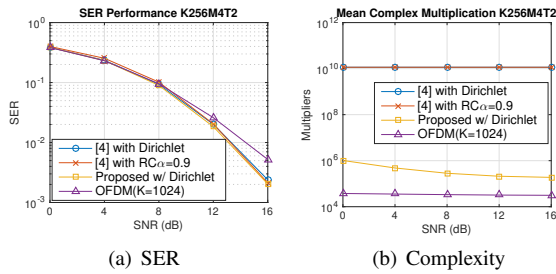 SER Performance K256M4T2
10^0
10^-1
10^-2
10^-3
SER
[4] with Dirichlet
[4] with RCα=0.9
Proposed w/ Dirichlet
OFDM(K=1024)
0 4 8 12 16
SNR (dB)
(a) SER
Mean Complex Multiplication K256M4T2
10^12
10^10
10^8
10^6
10^4
Multipliers
[4] with Dirichlet
[4] with RCα=0.9
Proposed w/ Dirichlet
OFDM(K=1024)
0 4 8 12 16
SNR (dB)
(b) Complexity